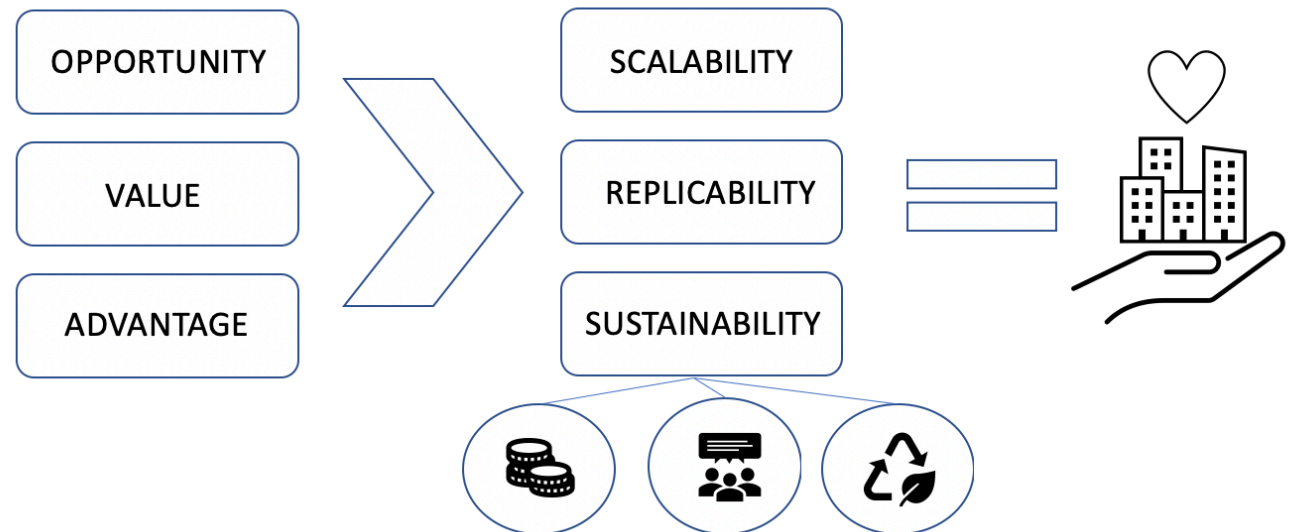 OPPORTUNITY
VALUE
ADVANTAGE
SCALABILITY
REPLICABILITY
SUSTAINABILITY